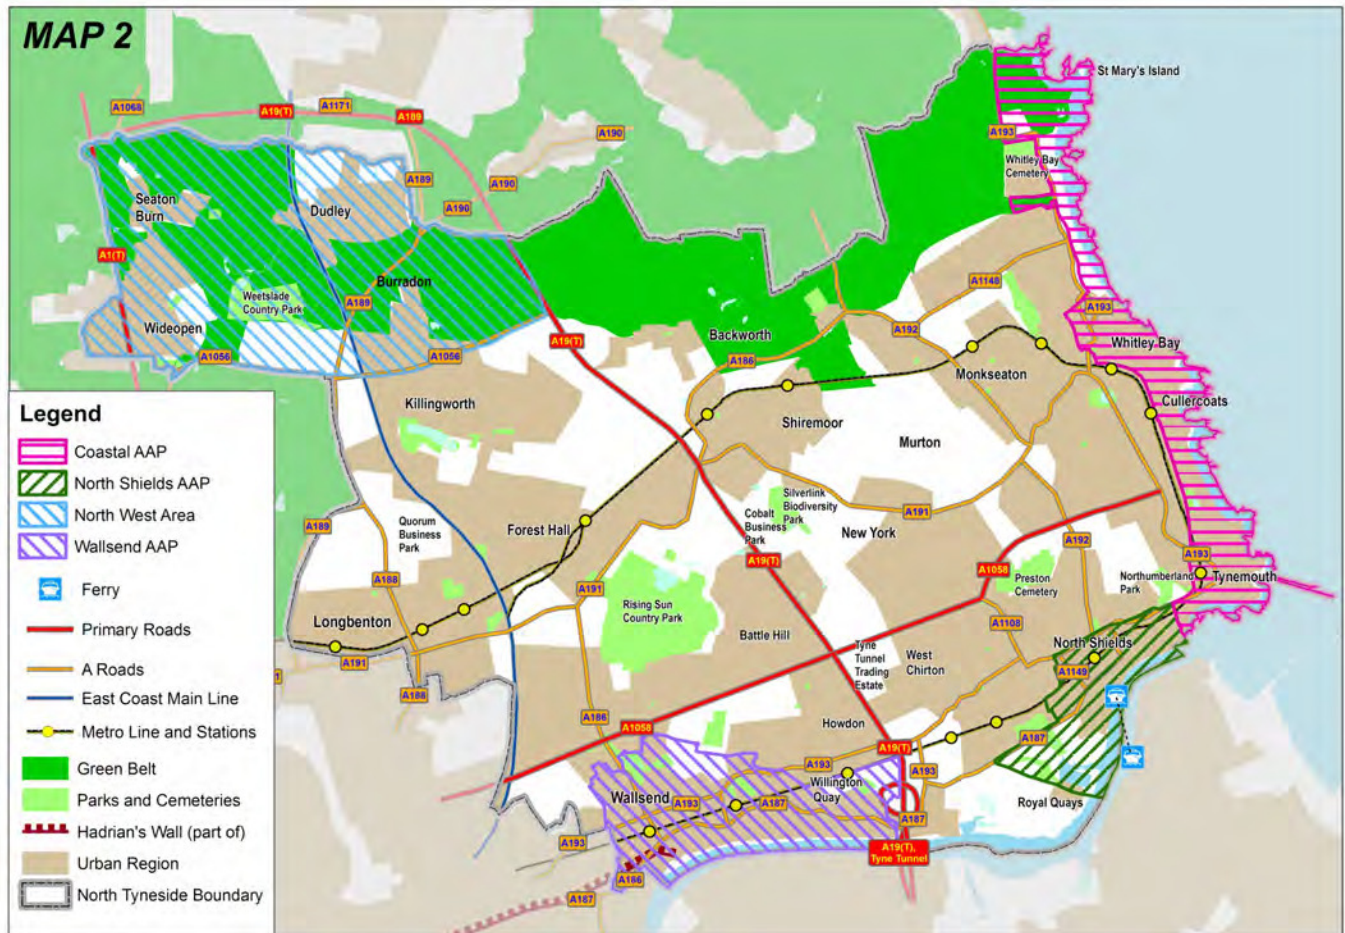 MAP 2
St Mary's Island
A1068
A19(T)
A1171
A189
A190
A193
Whitley Bay
Cemetery
A189
A190
A190
Seaton
Burn
Dudley
A1(T)
Burradon
A1148
Weetslade
Country Park
A189
A193
Wideopen
A192
Backworth
A19(T)
Whitley Bay
A1056
A1056
A186
Monkseaton
Cullercoats
Killingworth
Shiremoor
Murton
Legend
Coastal AAP
North Shields AAP
North West Area
Wallsend AAP
Ferry
Primary Roads
A Roads
East Coast Main Line
Metro Line and Stations
Green Belt
Parks and Cemeteries
Hadrian's Wall (part of)
Urban Region
North Tyneside Boundary
Silverlink
Biodiversity
Park
Cobalt
Business
Park
A191
A189
Quorum
Business
Park
Forest Hall
New York
A192
A193
A19(T)
A1058
Tynemouth
A188
Preston
Cemetery
Northumberland
Park
A191
Rising Sun
Country Park
Longbenton
Battle Hill
A1108
North Shields
Tyne
Tunnel
Trading
Estate
West
Chirton
A191
1
A1149
A188
A186
A1058
Howdon
A187
A19(T)
A193
A193
Willington
Quay
Wallsend
A193
A187
Royal Quays
A187
A193
A19(T),
Tyne Tunnel
A186
A187